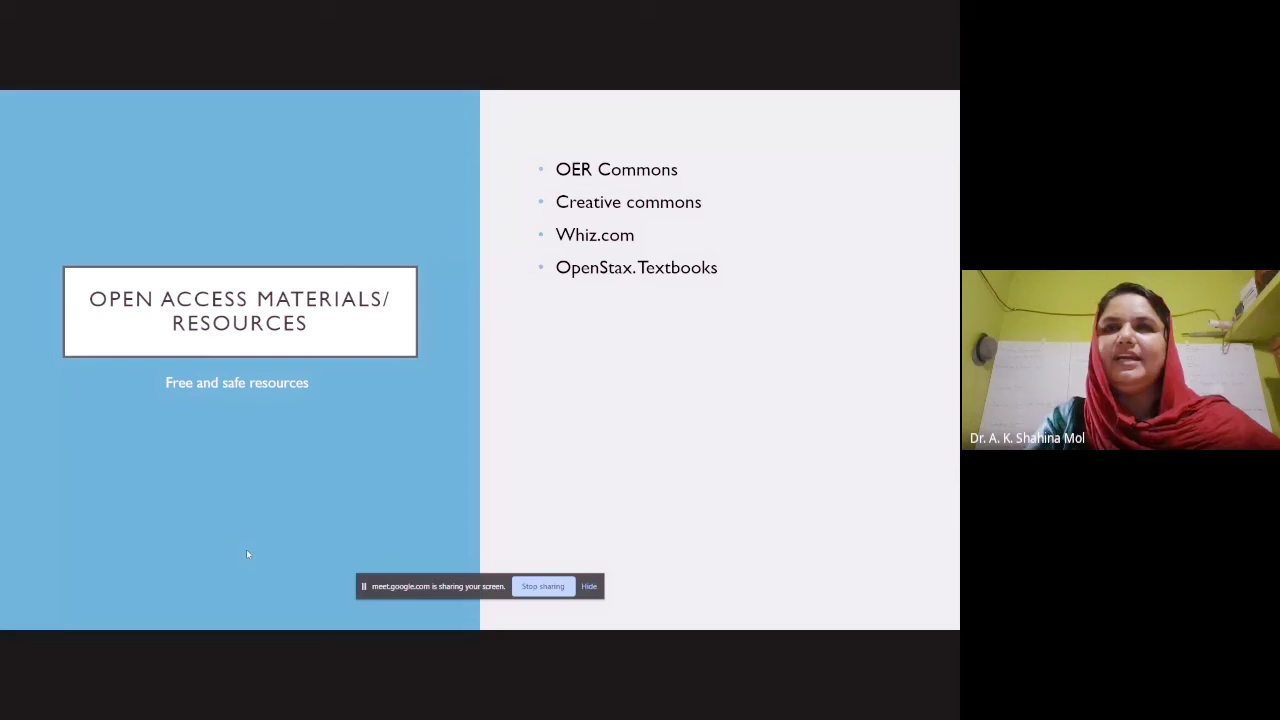 OPEN ACCESS MATERIALS/
RESOURCES
Free and safe resources
• OER Commons
• Creative commons
• Whiz.com
• OpenStax.Textbooks
meet.google.com is sharing your screen. Stop sharing Hide
Dr. A. K. Shahina Mol